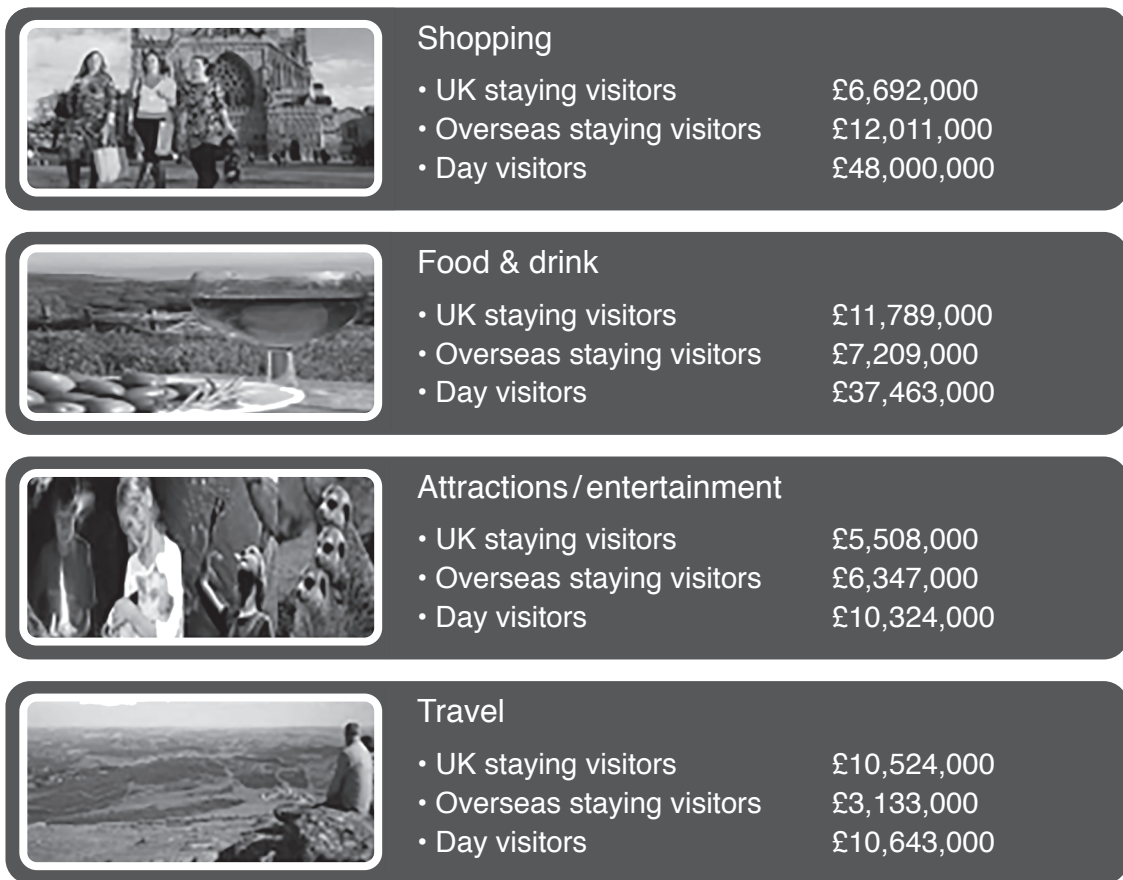 Shopping
• UK staying visitors £6,692,000
• Overseas staying visitors £12,011,000
• Day visitors £48,000,000
Food & drink
• UK staying visitors £11,789,000
• Overseas staying visitors £7,209,000
• Day visitors £37,463,000
Attractions / entertainment
• UK staying visitors £5,508,000
• Overseas staying visitors £6,347,000
• Day visitors £10,324,000
Travel
• UK staying visitors £10,524,000
• Overseas staying visitors £3,133,000
• Day visitors £10,643,000